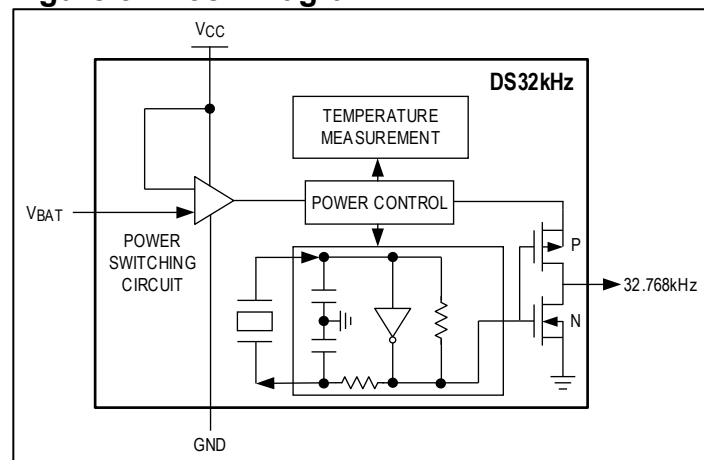 VCC
DS32kHz
TEMPERATURE
MEASUREMENT
VBAT
POWER CONTROL
POWER
SWITCHING
CIRCUIT
P
32.768kHz
N
GND